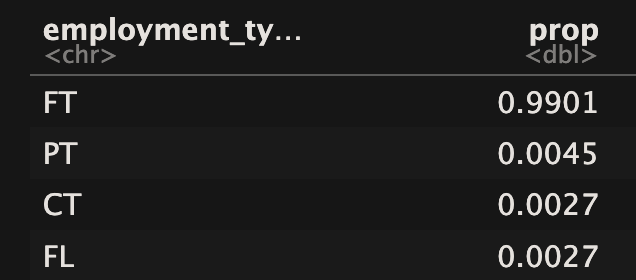 employment_ty... prop
<chr> <dbl>
FT 0.9901
PT 0.0045
CT 0.0027
FL 0.0027